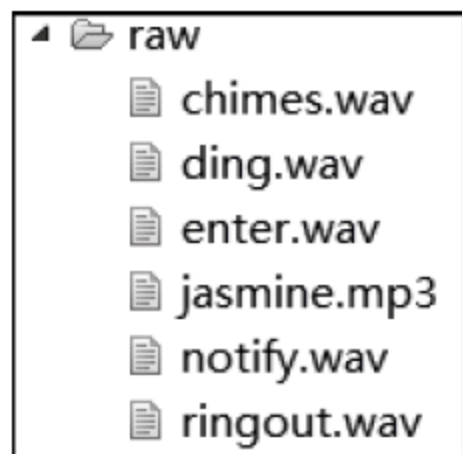 raw
chimes.wav
ding.wav
enter.wav
jasmine.mp3
notify.wav
ringout.wav